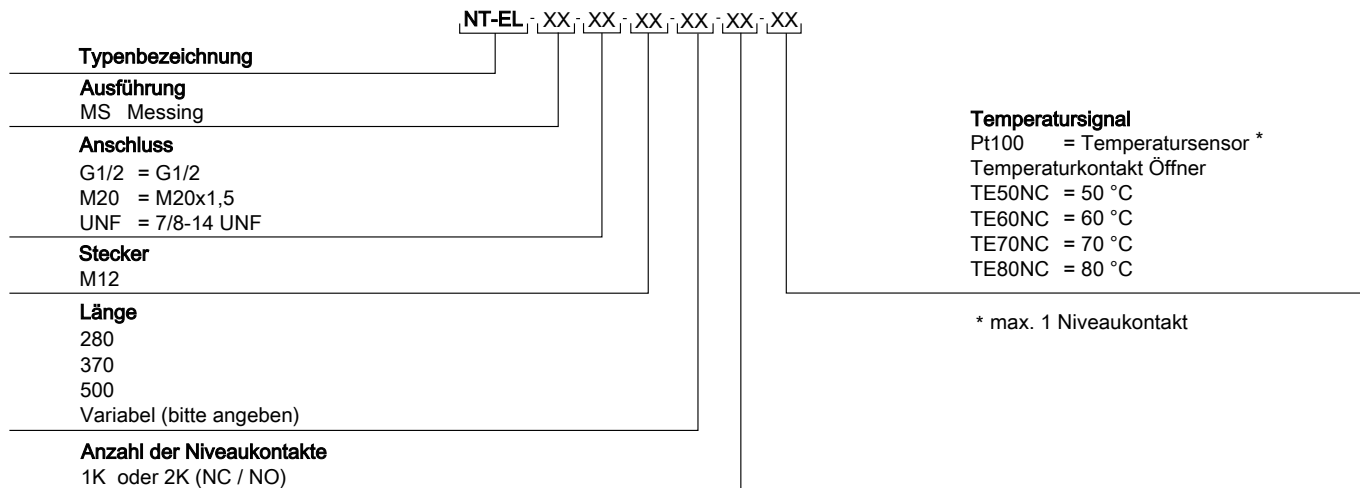 NT-EL - XX - XX - XX - XX - XX - XX
Typenbezeichnung
Ausführung
MS Messing
Anschluss
G1/2 = G1/2
M20 = M20x1,5
UNF = 7/8-14 UNF
Stecker
M12
Länge
280
370
500
Variabel (bitte angeben)
Anzahl der Niveaukontakte
1K oder 2K (NC / NO)
Temperatursignal
Pt100 = Temperatursensor *
Temperaturkontakt Öffner
TE50NC = 50 °C
TE60NC = 60 °C
TE70NC = 70 °C
TE80NC = 80 °C
* max. 1 Niveaukontakt